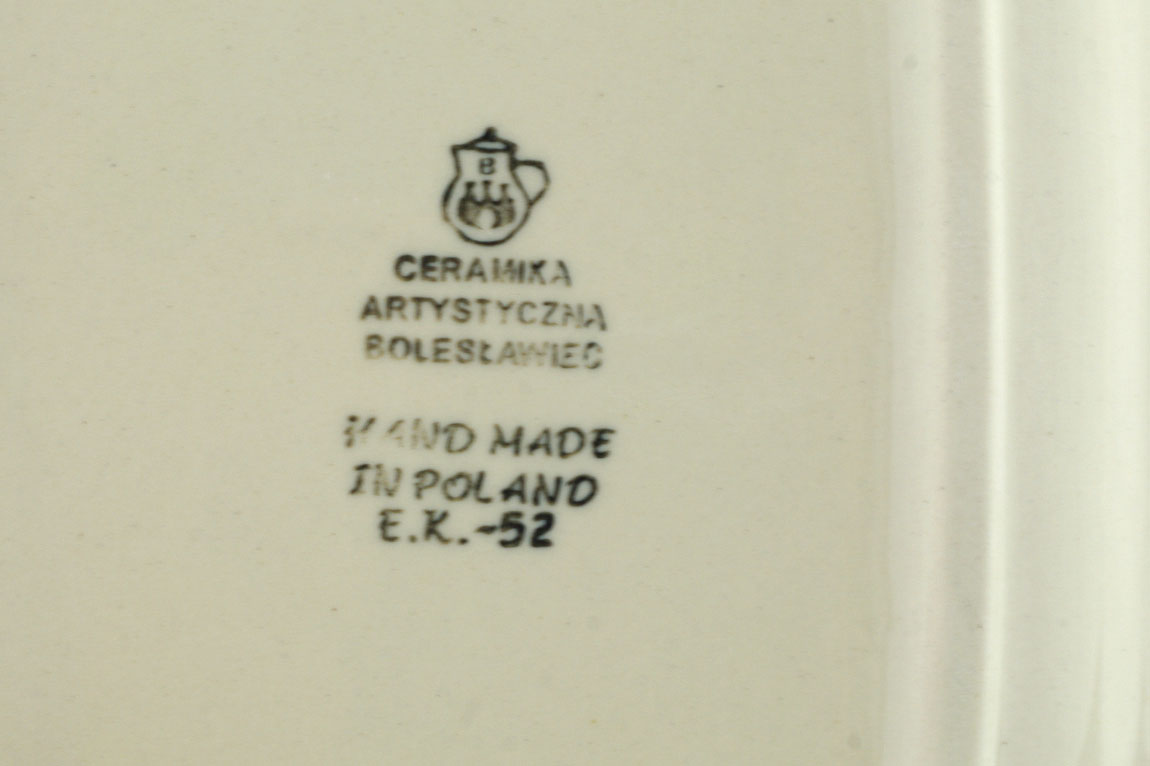 B
CERAMIKA
ARTYSTYCZNA
BOLESŁAWIEC
HAND MADE
IN POLAND
E.K.-52